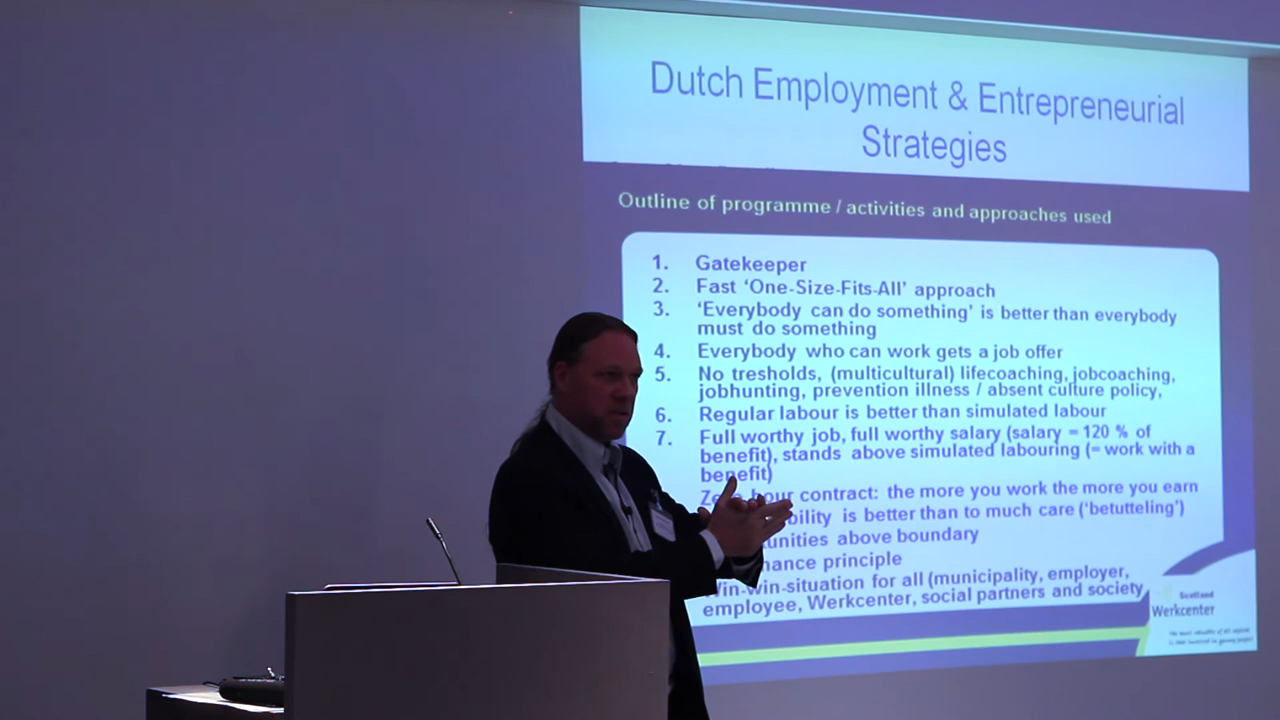 Dutch Employment & Entrepreneurial
Strategies
Outline of programme / activities and approaches used
1. Gatekeeper
2. Fast ‘One-Size-Fits-All’ approach
3. ‘Everybody can do something’ is better than everybody
must do something
4. Everybody who can work gets a job offer
5. No tresholds, (multicultural) lifecoaching, jobcoaching,
jobhunting, prevention illness / absent culture policy,
6. Regular labour is better than simulated labour
7. Full worthy job, full worthy salary (salary = 120 % of
benefit), stands above simulated labouring (= work with a
benefit)
hour contract: the more you work the more you earn
is better than to much care (‘betutteling’)
above boundary
principle
Win-win-situation for all (municipality, employer,
employee, Werkcenter, social partners and society
Scotland
Werkcenter